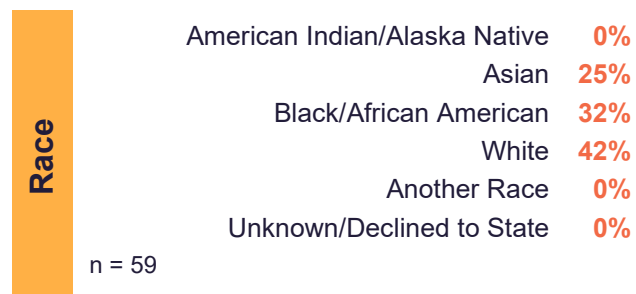 Race
American Indian/Alaska Native 0%
Asian 25%
Black/African American 32%
White 42%
Another Race 0%
Unknown/Declined to State 0%
n = 59